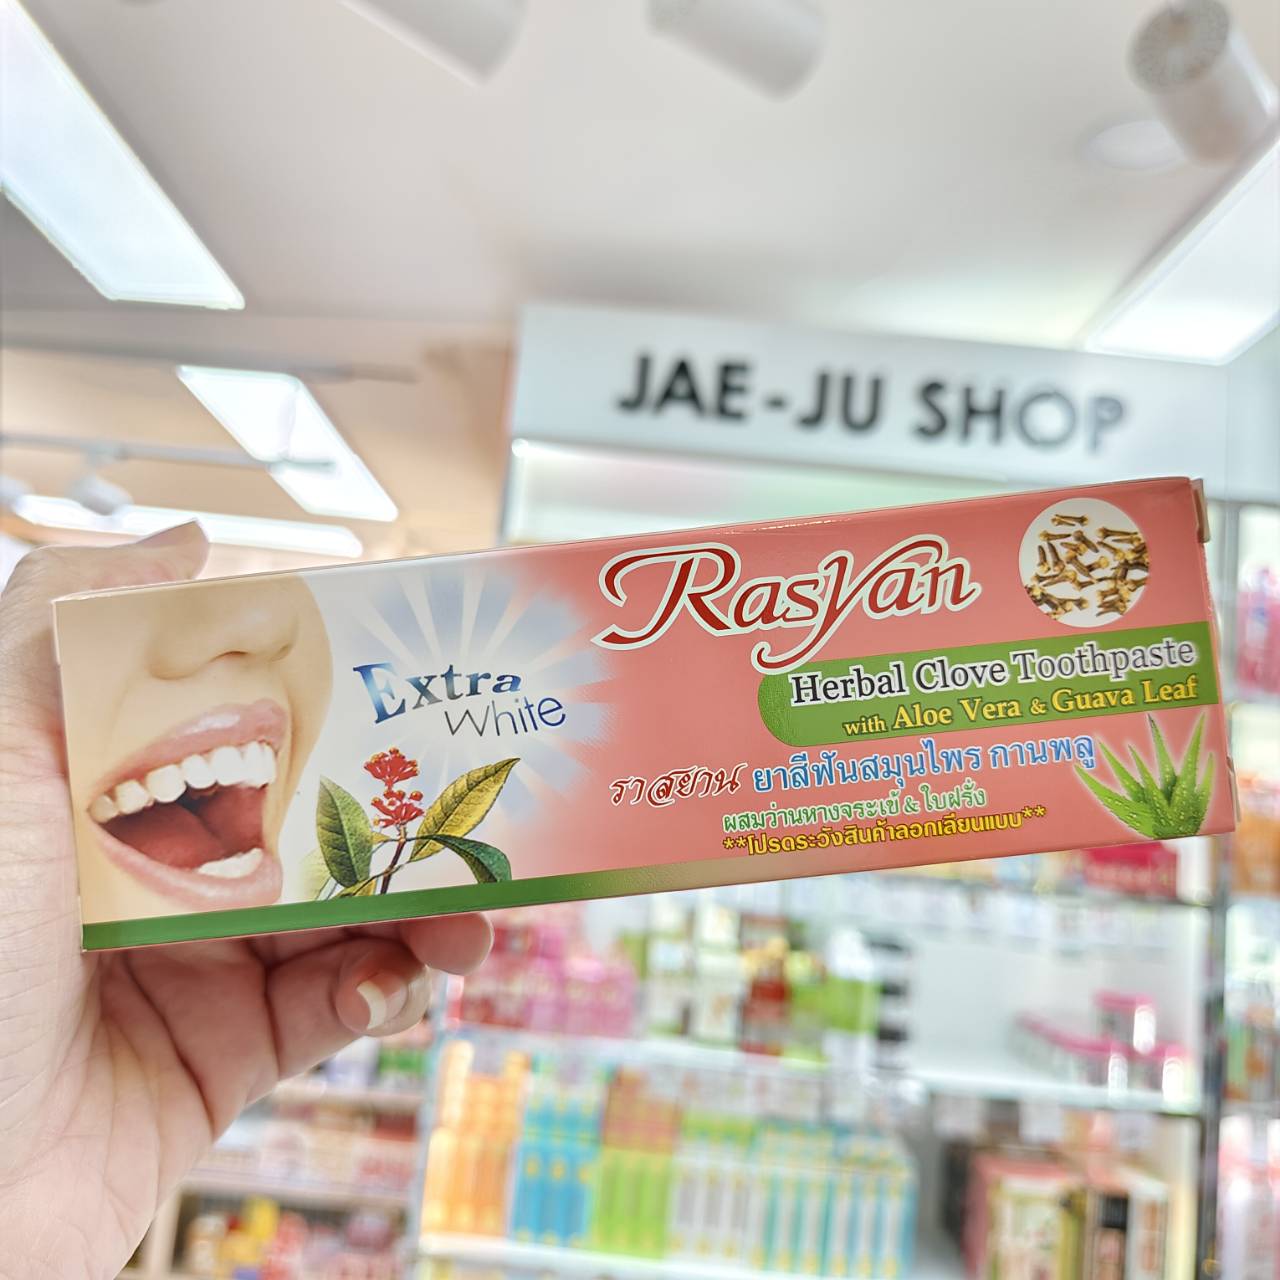 JAE-JU SHOP
Rasyan
Herbal Clove Toothpaste
with Aloe Vera & Guava Leaf
Extra
White
ราสยาน ยาสีฟันสมุนไพร กานพลู
ผสมว่านหางจระเข้ & ใบฝรั่ง
**โปรดระวังสินค้าลอกเลียนแบบ**